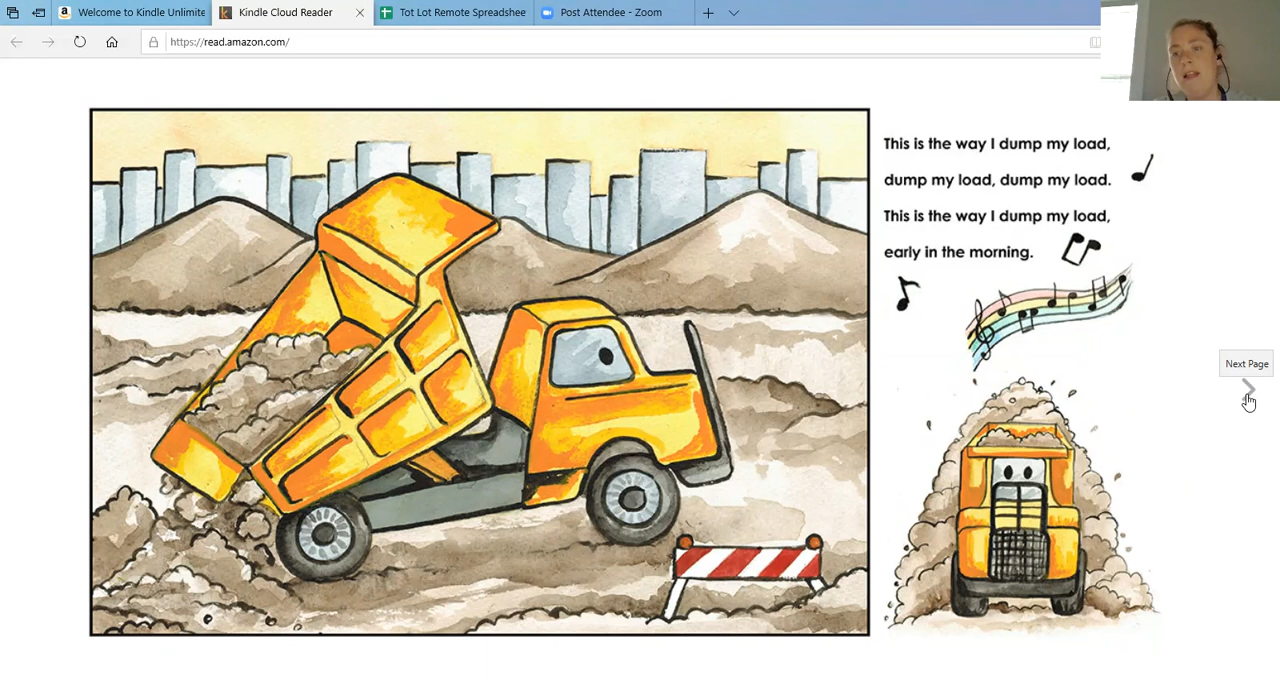 Welcome to Kindle Unlimite
Kindle Cloud Reader
Tot Lot Remote Spreadshee
Post Attendee - Zoom
https://read.amazon.com/
This is the way I dump my load,
dump my load, dump my load.
This is the way I dump my load,
early in the morning.
Next Page